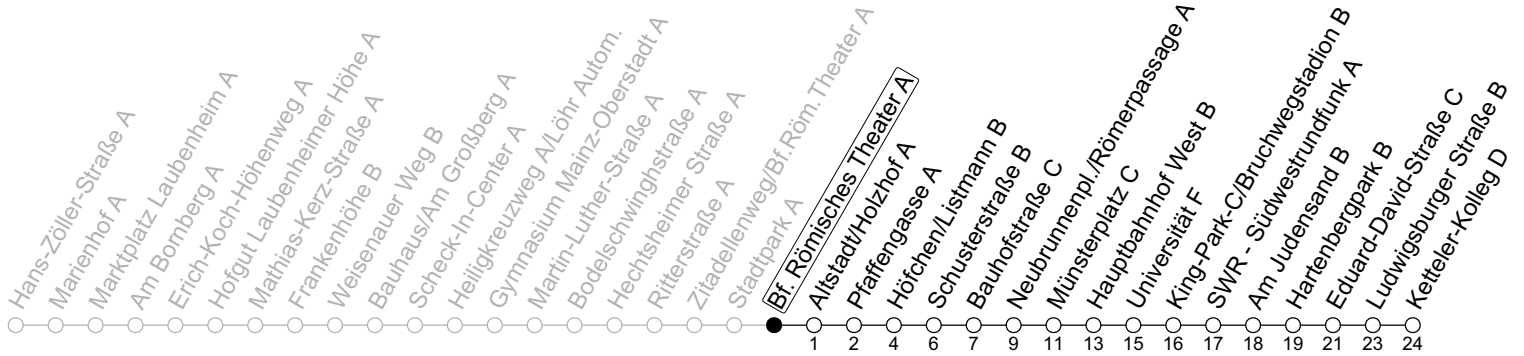 Hans-Zöller-Straße A
Marienhof A
Marktplatz Laubenheim A
Am Bornberg A
Erich-Koch-Höhenweg A
Hofgut Laubenheimer Höhe A
Mathias-Kerz-Straße A
Frankenhöhe B
Weisenauer Weg B
Bauhaus/Am Großberg A
Scheck-In-Center A
Heiligkreuzweg A/Löhr Autom.
Gymnasium Mainz-Oberstadt A
Martin-Luther-Straße A
Bodelschwinghstraße A
Hechtsheimer Straße A
Ritterstraße A
Zitadellenweg/Bf. Röm. Theater A
Stadtpark A
Bf. Römisches Theater A
Altstadt/Holzhof A
Pfaffengasse A
Höfchen/Listmann B
Schusterstraße B
Bauhofstraße C
Neubrunnenpl./Römerpassage A
Münsterplatz C
Hauptbahnhof West B
Universität F
King-Park-C/Bruchwegstadion B
SWR - Südwestrundfunk A
Am Judensand B
Hartenbergpark B
Eduard-David-Straße C
Ludwigsburger Straße B
Ketteler-Kolleg D
1 2 4 6 7 9 11 13 15 16 17 18 19 21 23 24